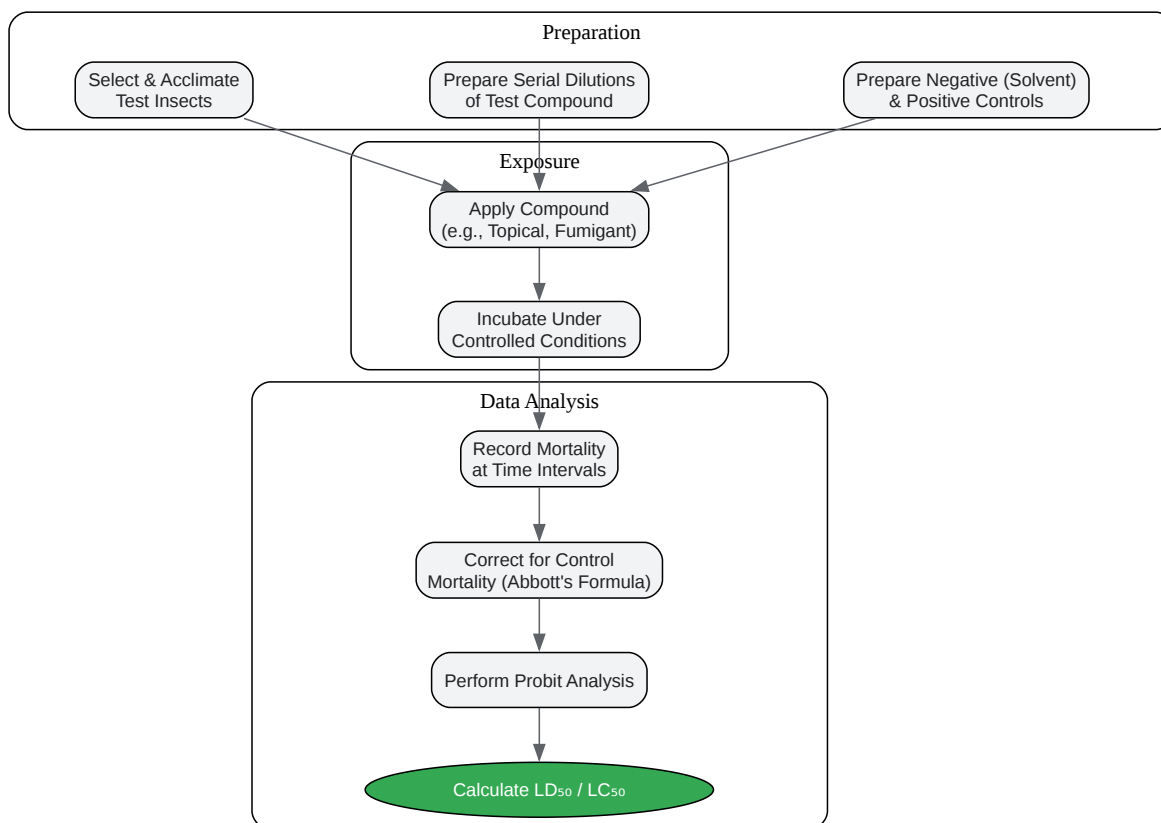 Preparation
Select & Acclimate
Test Insects
Prepare Serial Dilutions
of Test Compound
Prepare Negative (Solvent)
& Positive Controls
Exposure
Apply Compound
(e.g., Topical, Fumigant)
Incubate Under
Controlled Conditions
Data Analysis
Record Mortality
at Time Intervals
Correct for Control
Mortality (Abbott's Formula)
Perform Probit Analysis
Calculate LD₅₀ / LC₅₀